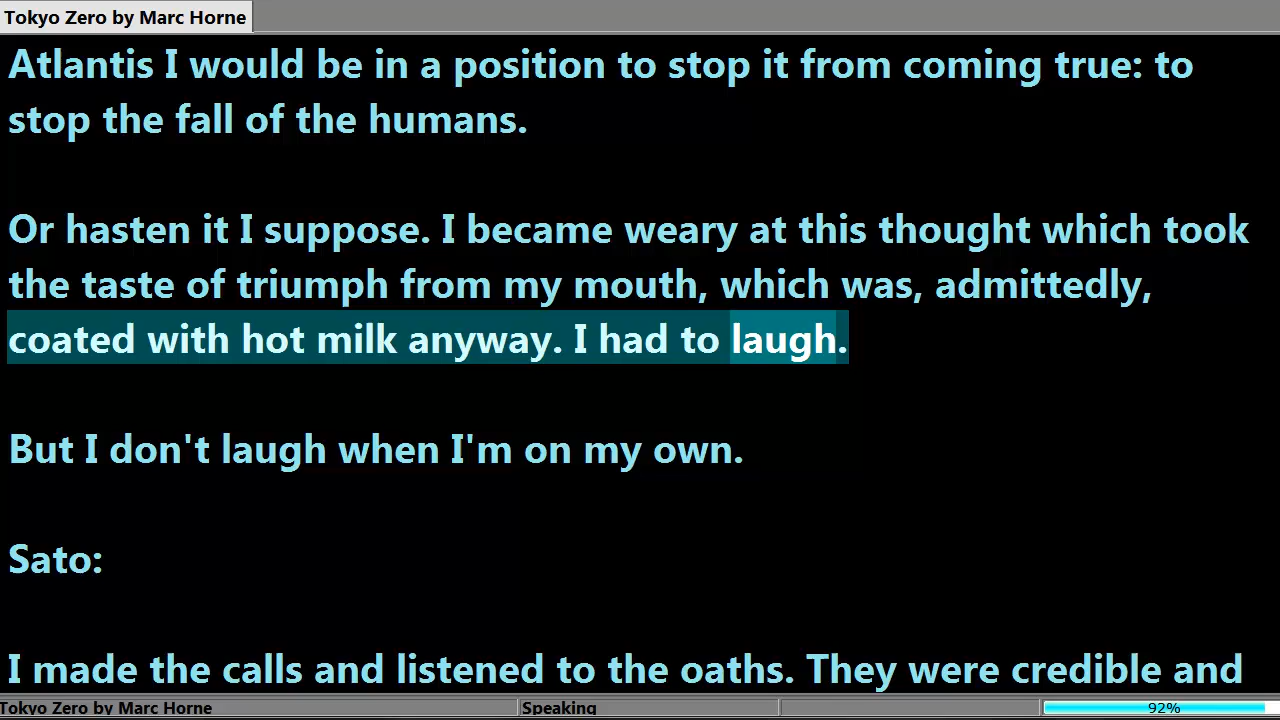 Tokyo Zero by Marc Horne
Atlantis I would be in a position to stop it from coming true: to
stop the fall of the humans.
Or hasten it I suppose. I became weary at this thought which took
the taste of triumph from my mouth, which was, admittedly,
coated with hot milk anyway. I had to laugh.
But I don't laugh when I'm on my own.
Sato:
I made the calls and listened to the oaths. They were credible and
Tokyo Zero by Marc Horne Speaking 92%